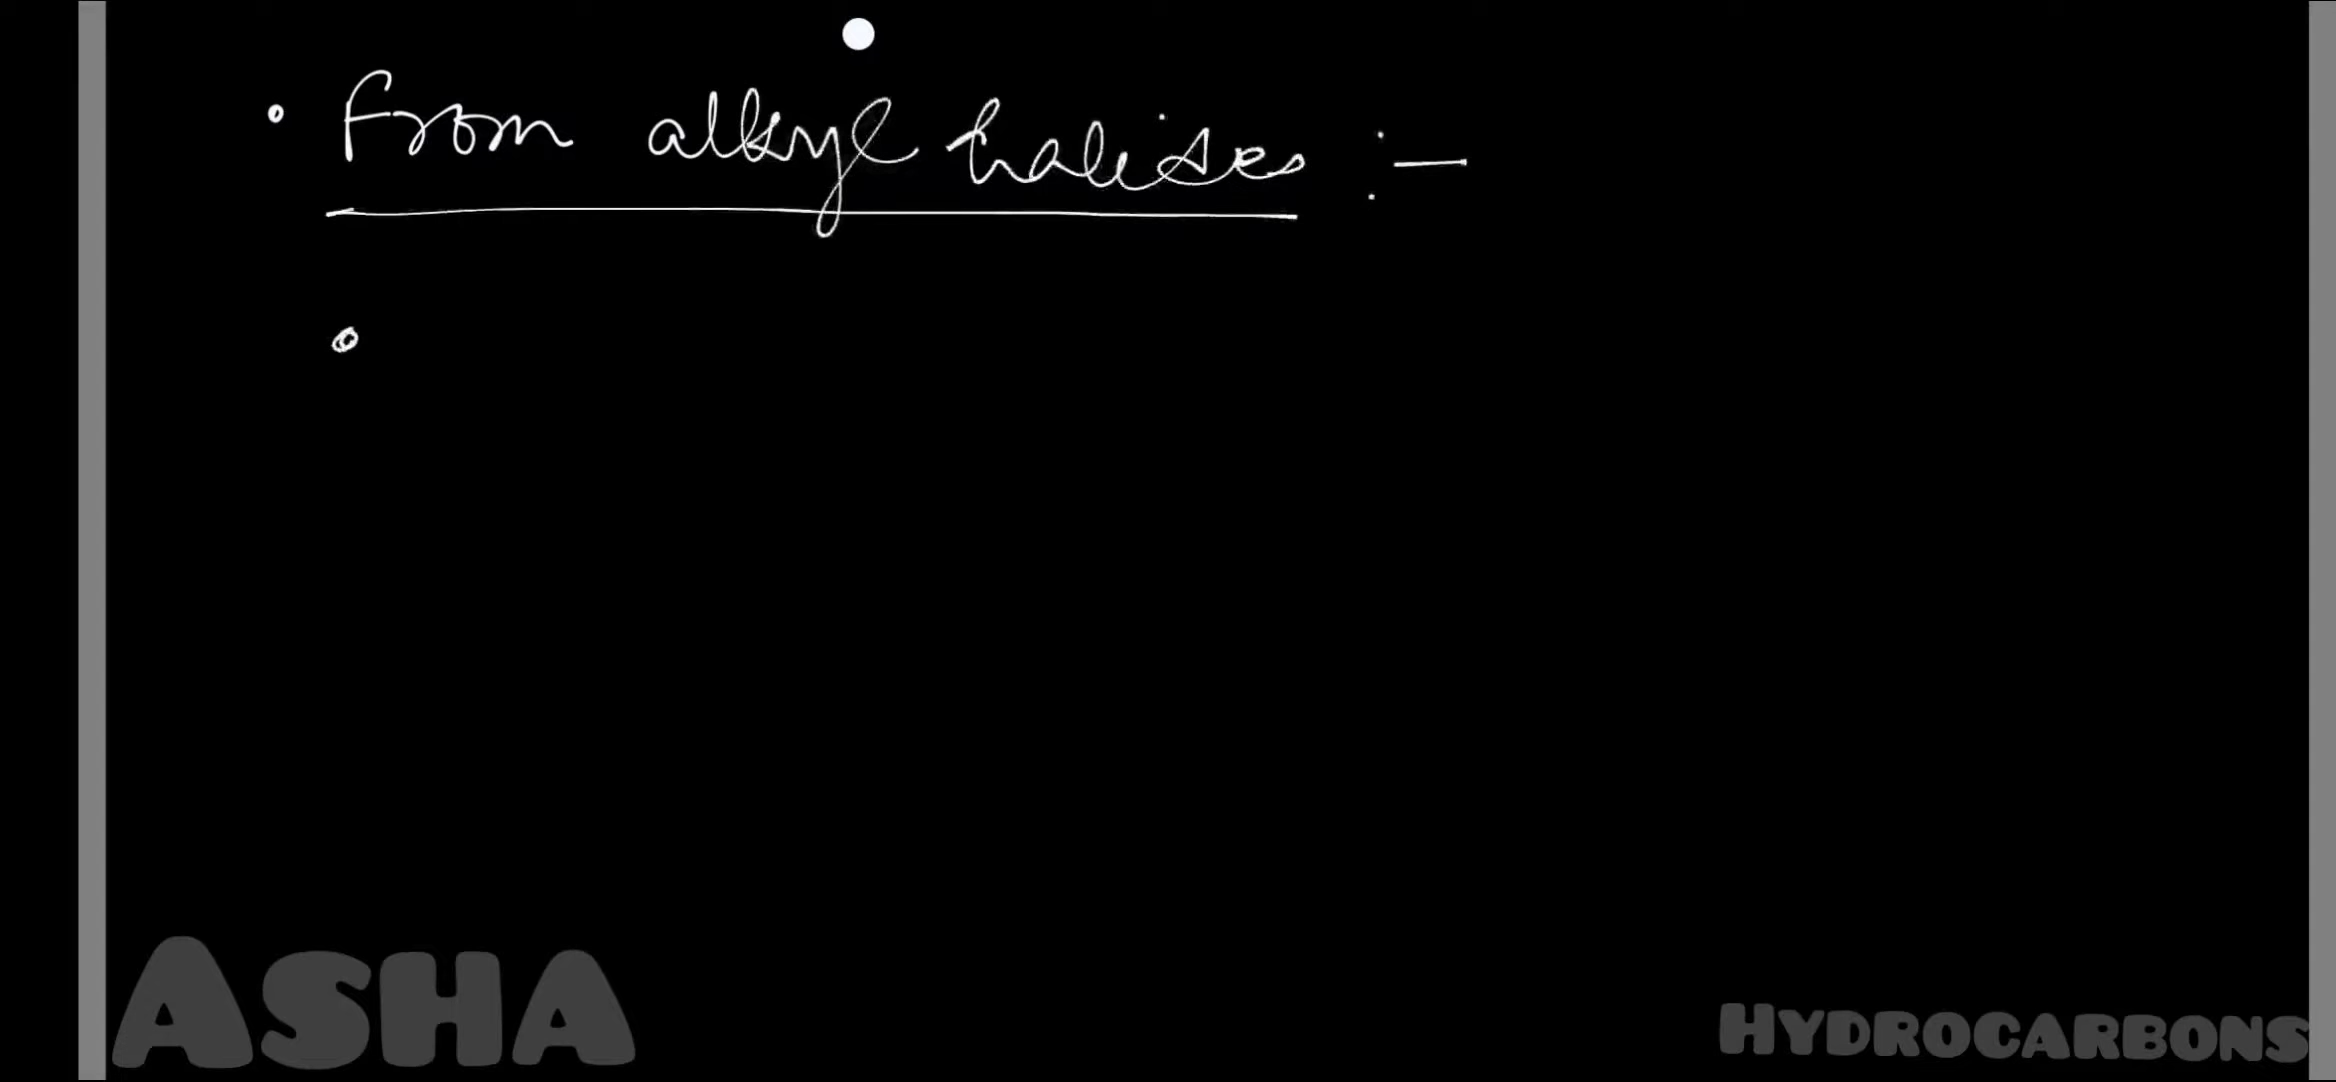 • From alkyl halides :-
•
ASHA
HYDROCARBONS